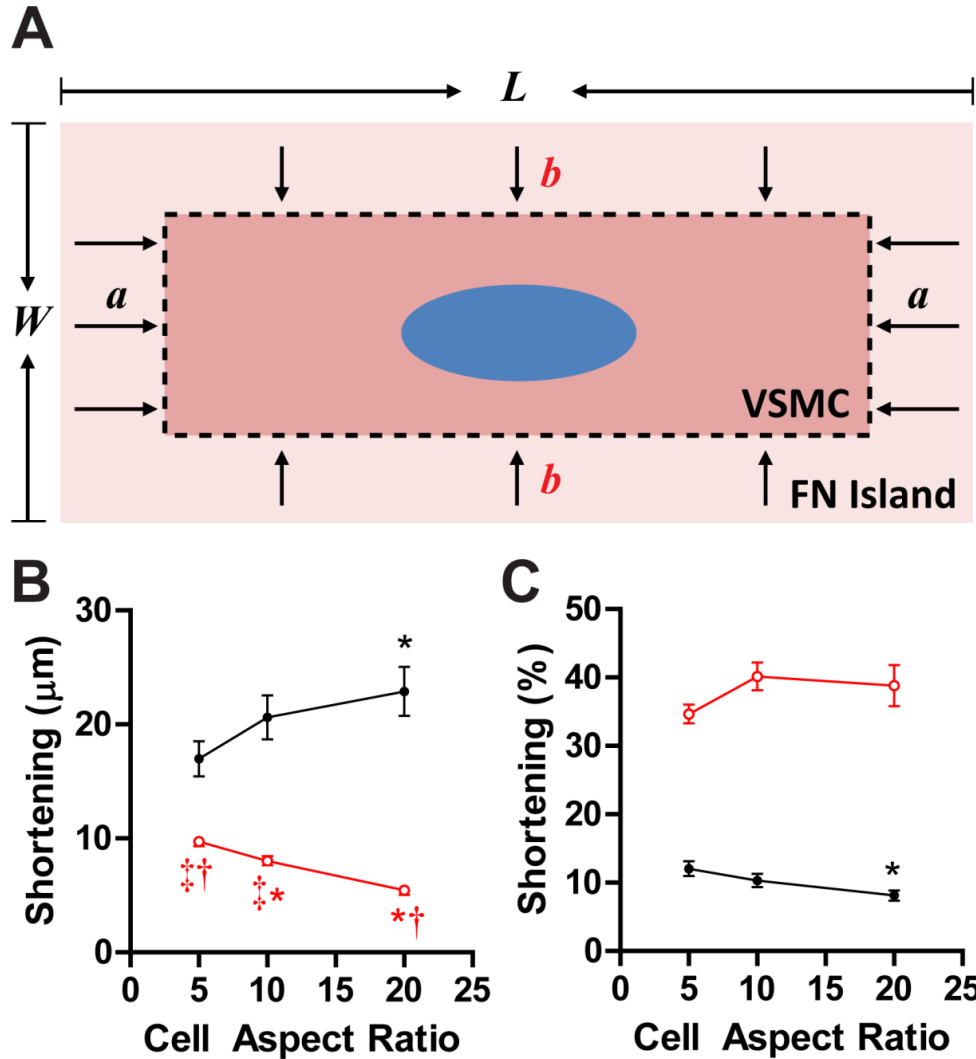 A
L
b
W
a
a
VSMC
b
FN Island
B
C
Shortening (μm)
30
20
10
0
*
‡†
‡*
*†
0 5 10 15 20 25
Cell Aspect Ratio
Shortening (%)
50
40
30
20
10
0
*
0 5 10 15 20 25
Cell Aspect Ratio